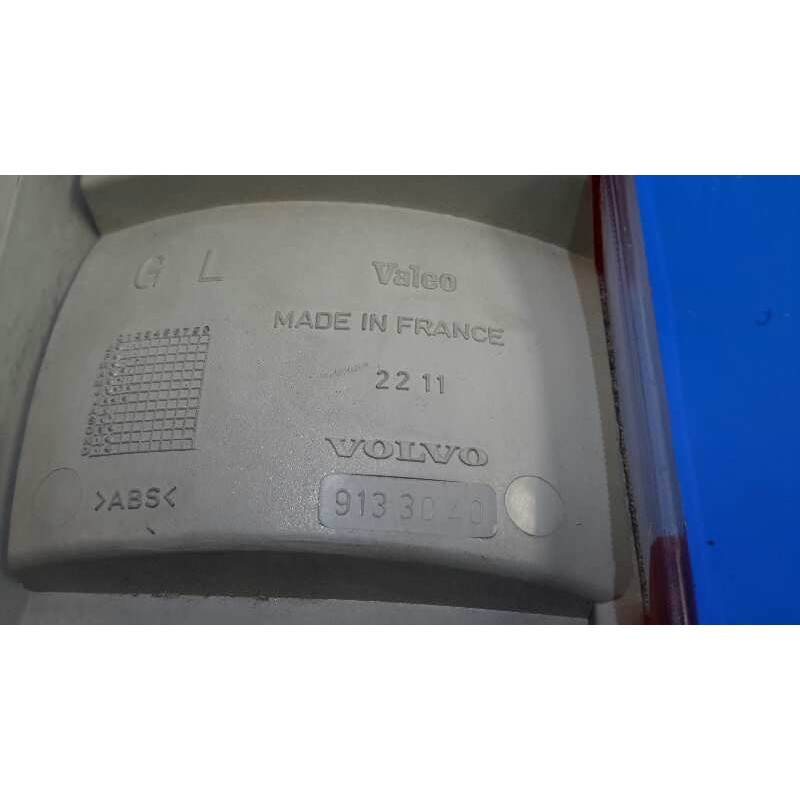 G L
Valeo
MADE IN FRANCE
22 11
VOLVO
>ABS<
913 30 40